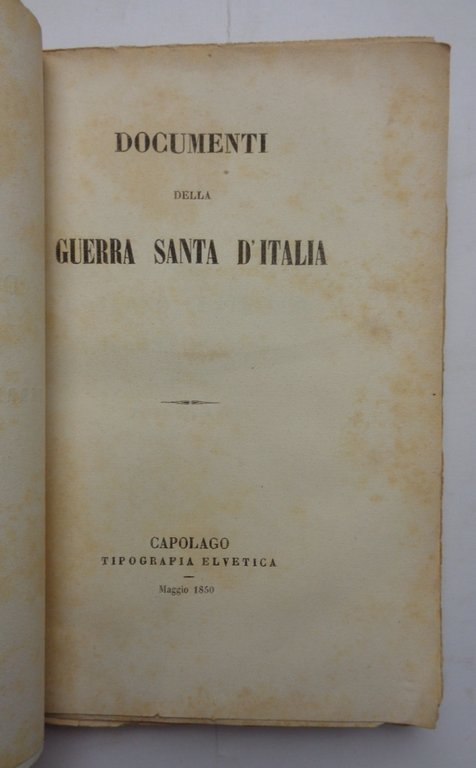 DOCUMENTI
DELLA
GUERRA SANTA D'ITALIA
CAPOLAGO
TIPOGRAFIA ELVETICA
Maggio 1850